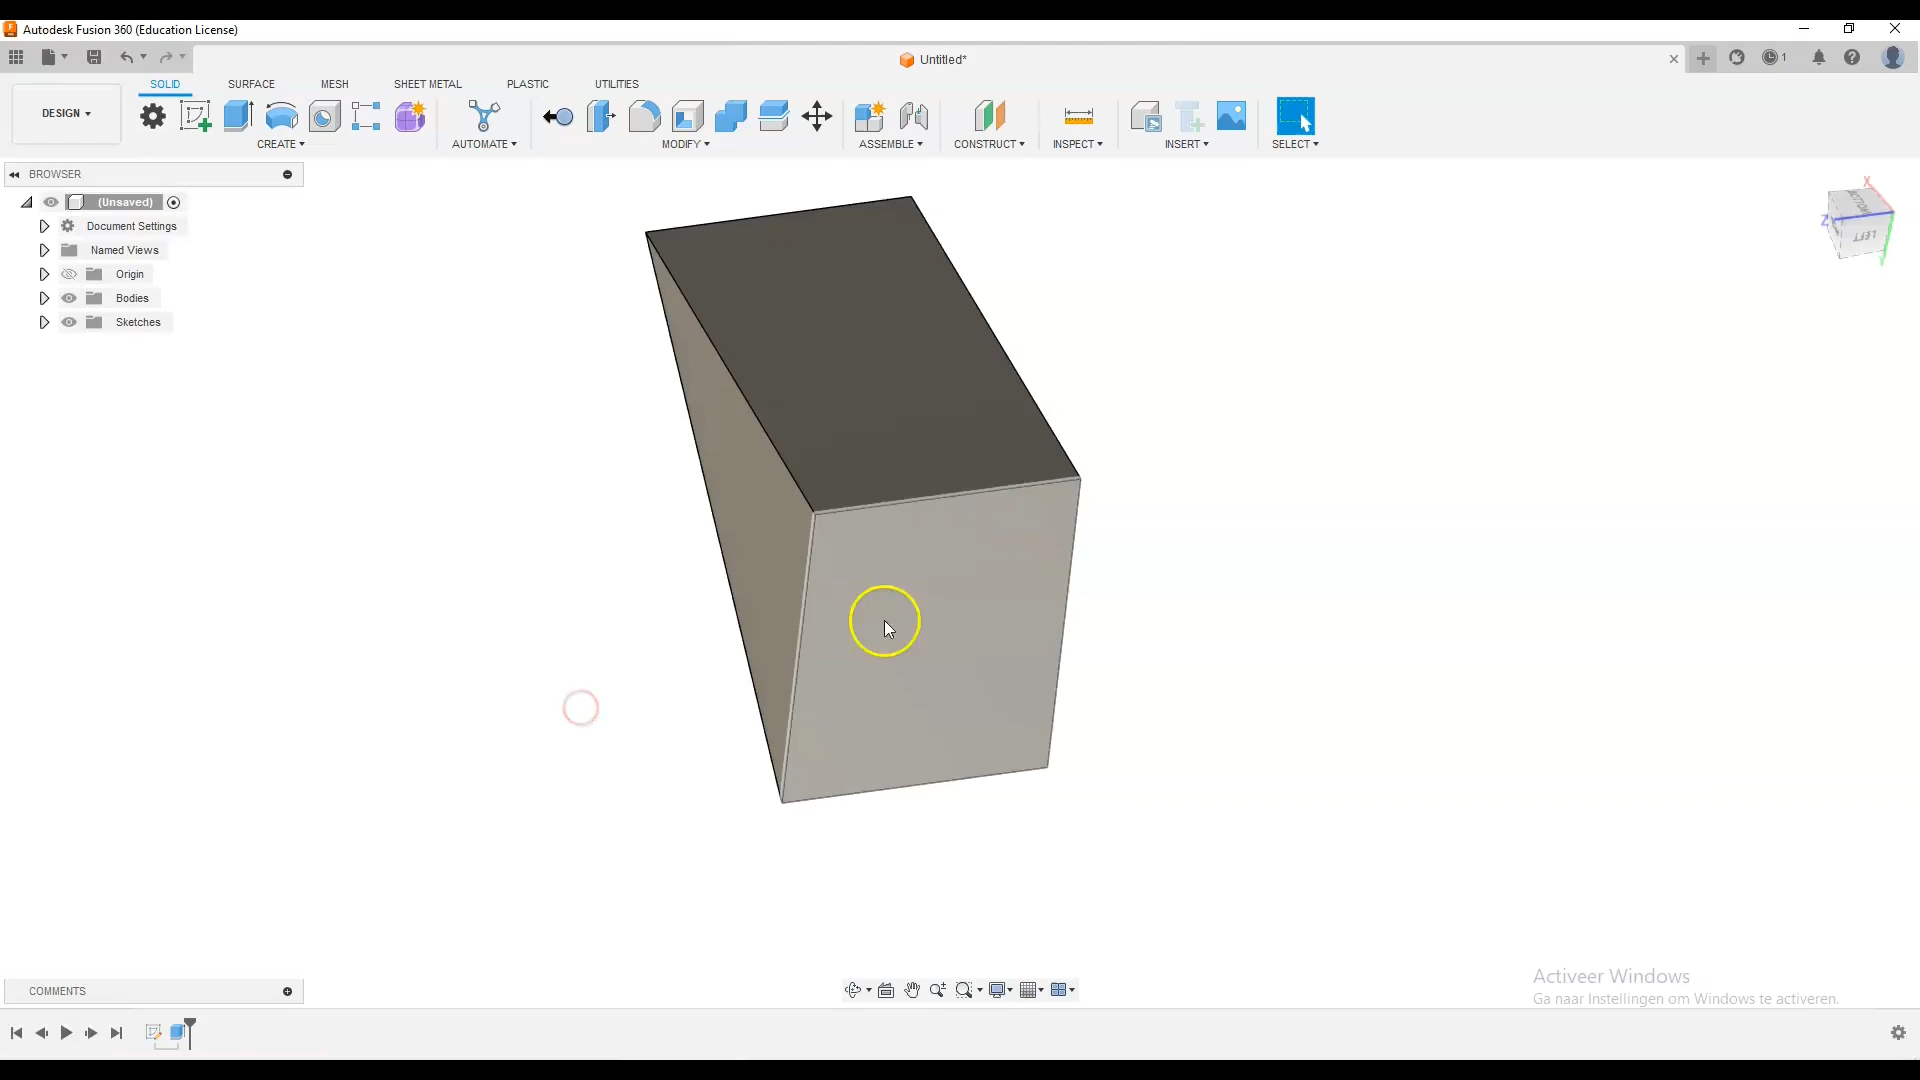 Autodesk Fusion 360 (Education License)
Untitled*
1
SOLID SURFACE MESH SHEET METAL PLASTIC UTILITIES
DESIGN
CREATE AUTOMATE MODIFY ASSEMBLE CONSTRUCT INSPECT INSERT SELECT
BROWSER
(Unsaved)
Document Settings
Named Views
Origin
Bodies
Sketches
X
BOTTOM
Z
LEFT
Y
Activeer Windows
Ga naar Instellingen om Windows te activeren.
COMMENTS